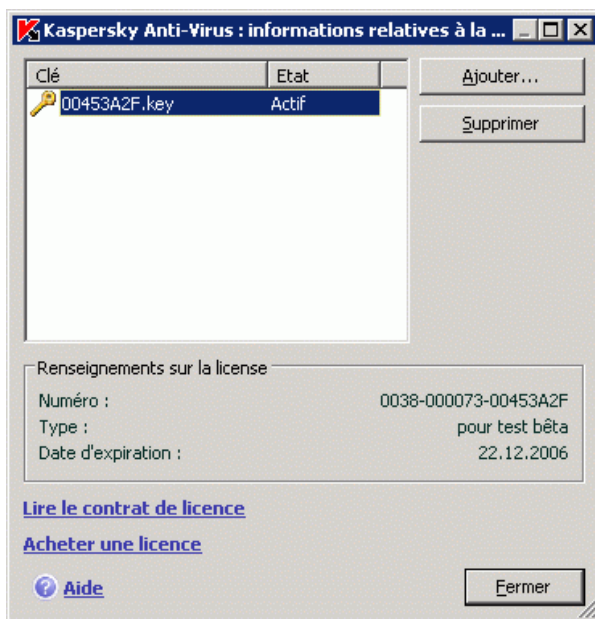 Kaspersky Anti-Virus : informations relatives à la ...
Clé Etat
00453A2F.key Actif
Ajouter...
Supprimer
Renseignements sur la license
Numéro : 0038-000073-00453A2F
Type : pour test bêta
Date d'expiration : 22.12.2006
Lire le contrat de licence
Acheter une licence
Aide
Fermer